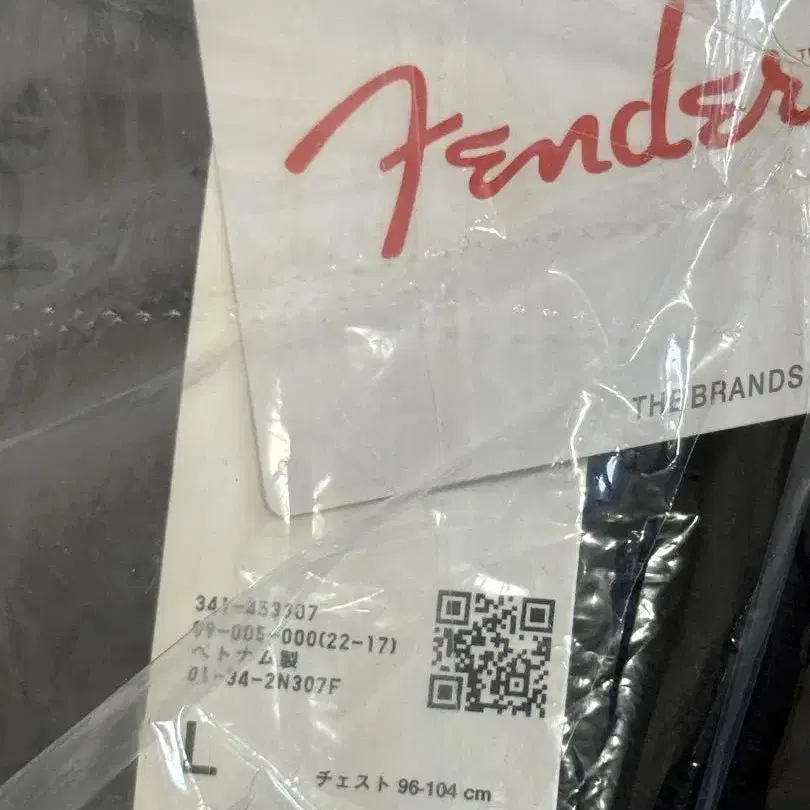 Fender
THE BRANDS
341-453307
09-005-000(22-17)
ベトナム製
01-34-2N307F
L
チェスト 96-104 cm